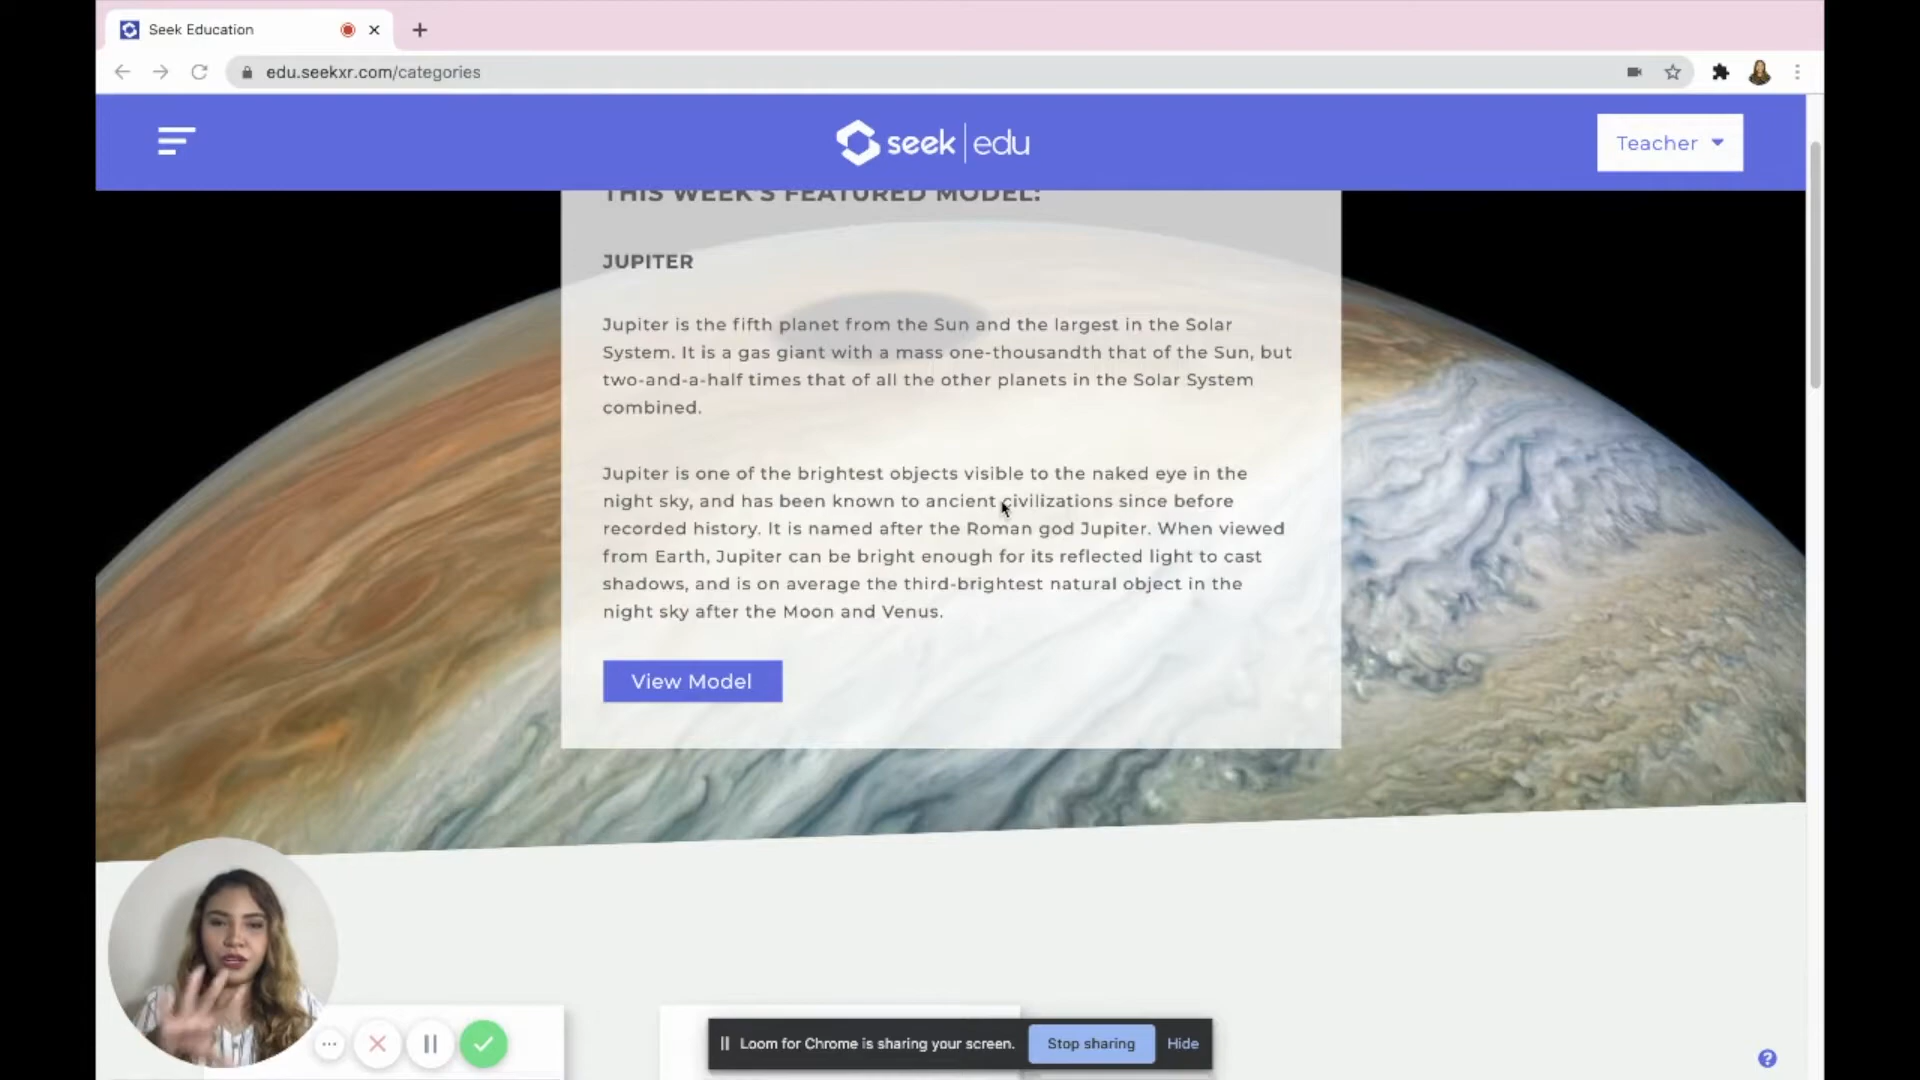 Seek Education
edu.seekxr.com/categories
seek|edu
Teacher
THIS WEEK'S FEATURED MODEL:
JUPITER
Jupiter is the fifth planet from the Sun and the largest in the Solar
System. It is a gas giant with a mass one-thousandth that of the Sun, but
two-and-a-half times that of all the other planets in the Solar System
combined.
Jupiter is one of the brightest objects visible to the naked eye in the
night sky, and has been known to ancient civilizations since before
recorded history. It is named after the Roman god Jupiter. When viewed
from Earth, Jupiter can be bright enough for its reflected light to cast
shadows, and is on average the third-brightest natural object in the
night sky after the Moon and Venus.
View Model
Loom for Chrome is sharing your screen.
Stop sharing
Hide